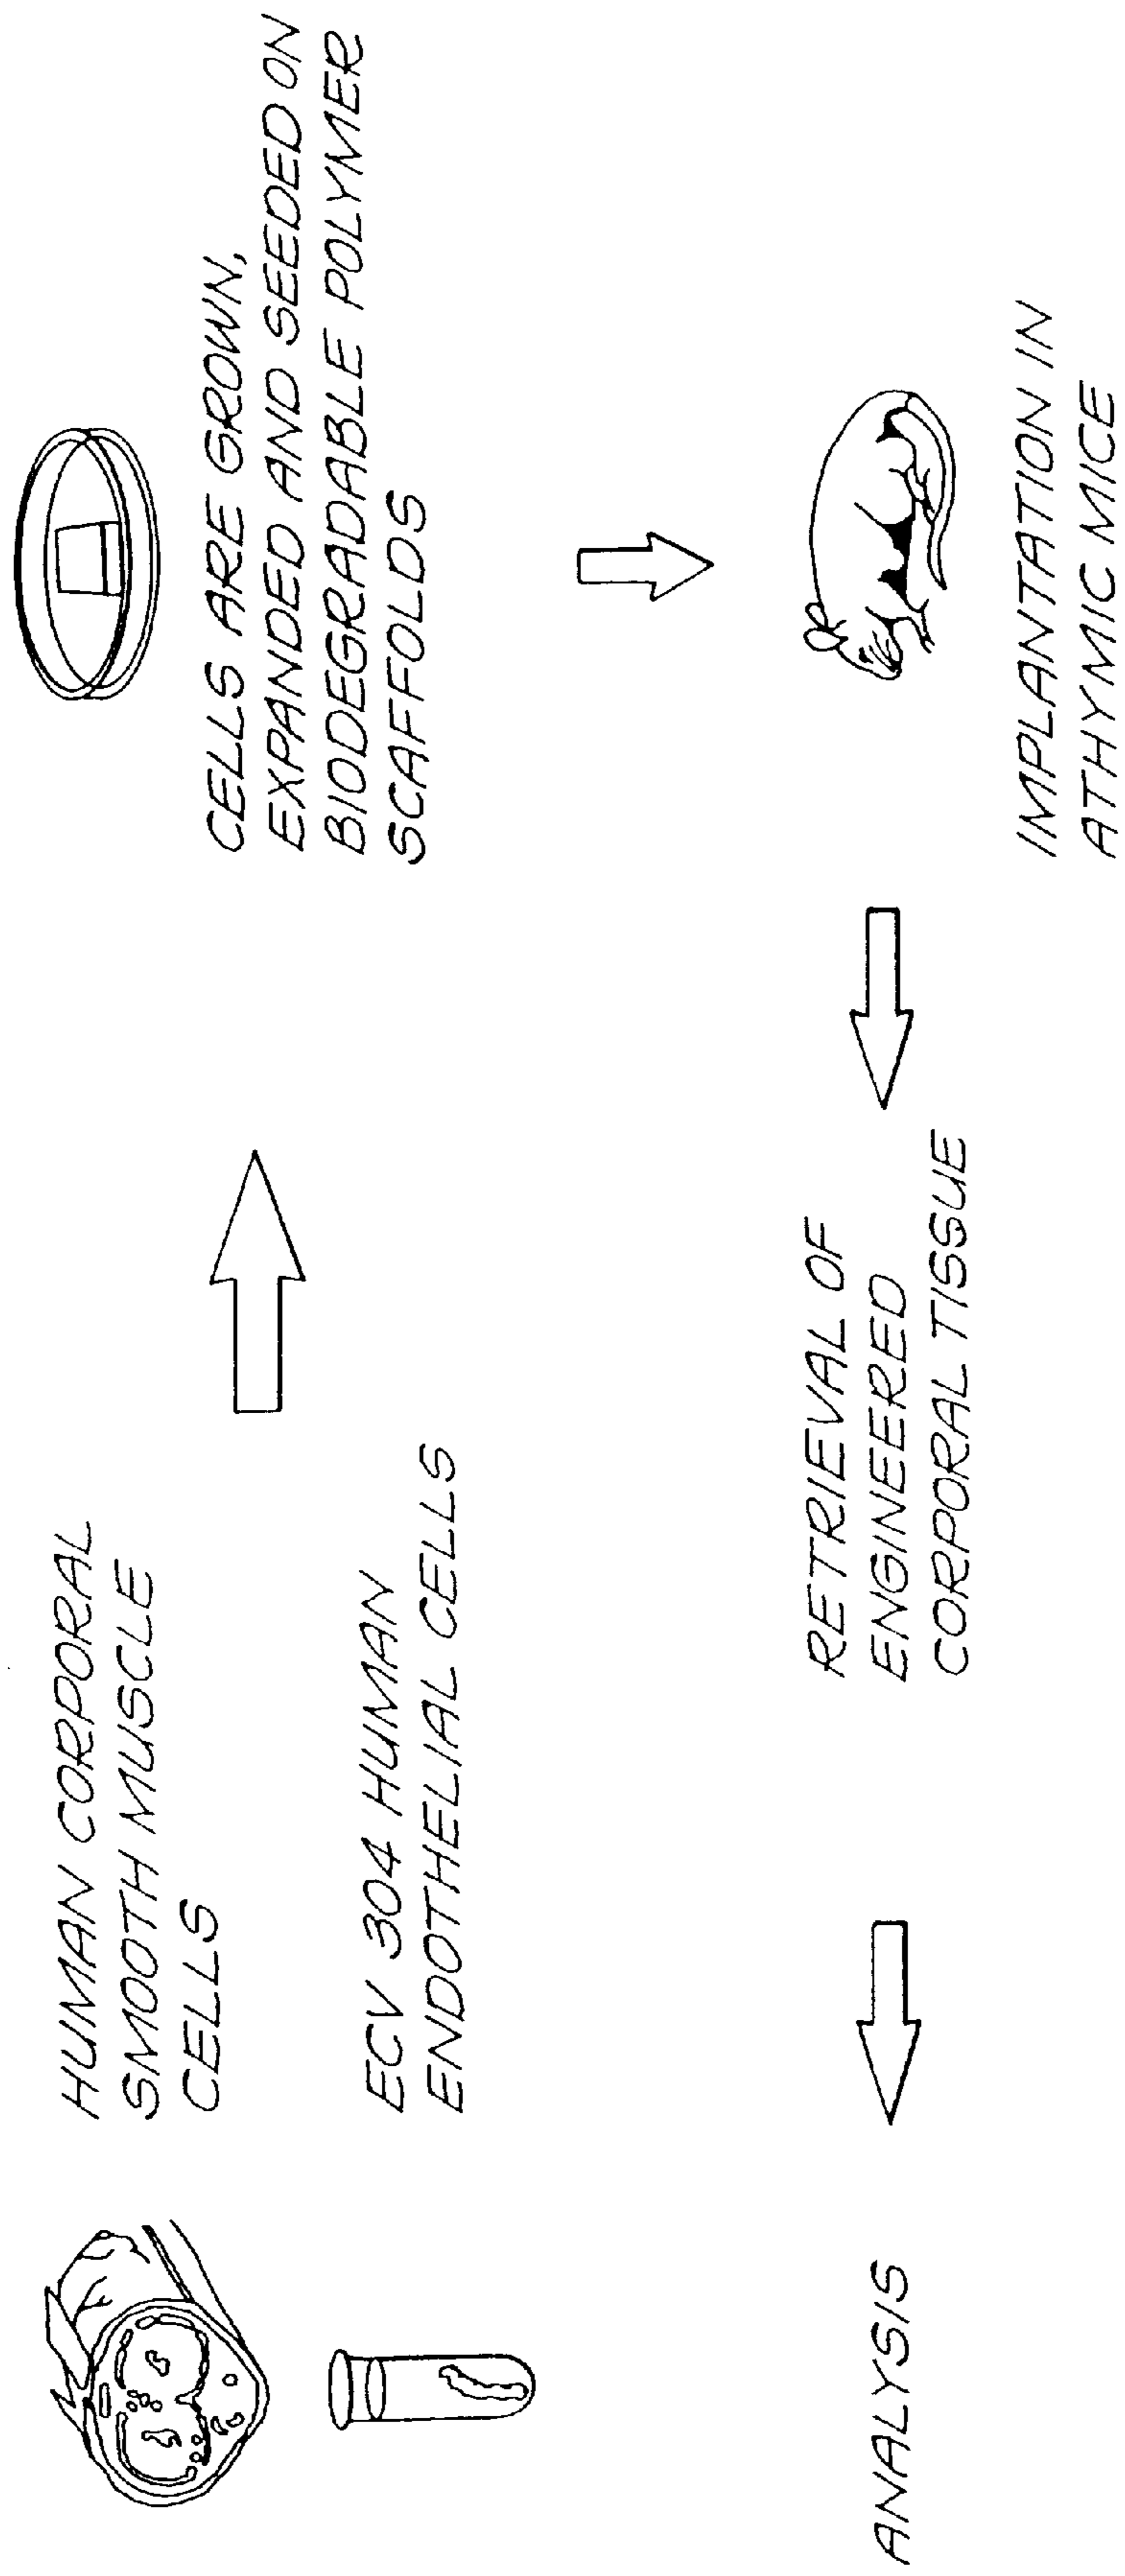 HUMAN CORPORAL
SMOOTH MUSCLE
CELLS
ECV 304 HUMAN
ENDOTHELIAL CELLS
CELLS ARE GROWN,
EXPANDED AND SEEDED ON
BIODEGRADABLE POLYMER
SCAFFOLDS
IMPLANTATION IN
ATHYMIC MICE
RETRIEVAL OF
ENGINEERED
CORPORAL TISSUE
ANALYSIS